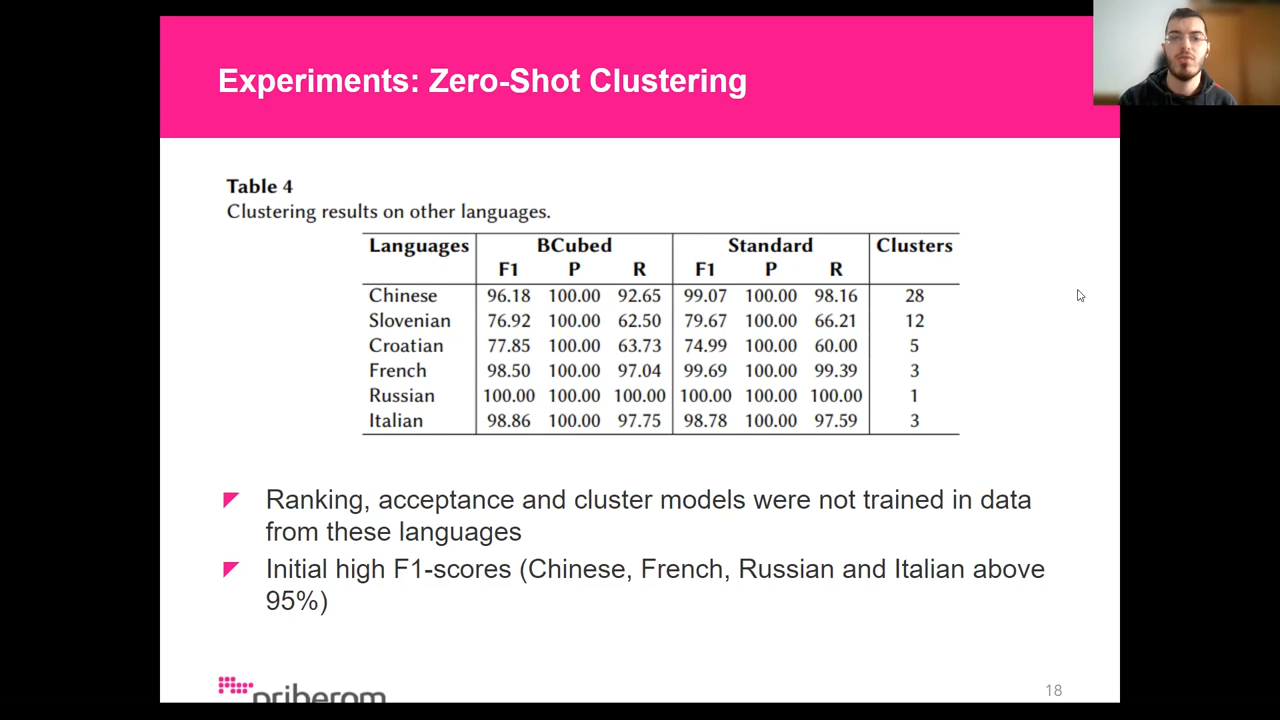 Experiments: Zero-Shot Clustering
Table 4
Clustering results on other languages.
Languages BCubed Standard Clusters
F1 P R F1 P R
Chinese 96.18 100.00 92.65 99.07 100.00 98.16 28
Slovenian 76.92 100.00 62.50 79.67 100.00 66.21 12
Croatian 77.85 100.00 63.73 74.99 100.00 60.00 5
French 98.50 100.00 97.04 99.69 100.00 99.39 3
Russian 100.00 100.00 100.00 100.00 100.00 100.00 1
Italian 98.86 100.00 97.75 98.78 100.00 97.59 3
Ranking, acceptance and cluster models were not trained in data
from these languages
Initial high F1-scores (Chinese, French, Russian and Italian above
95%)
priberam
18